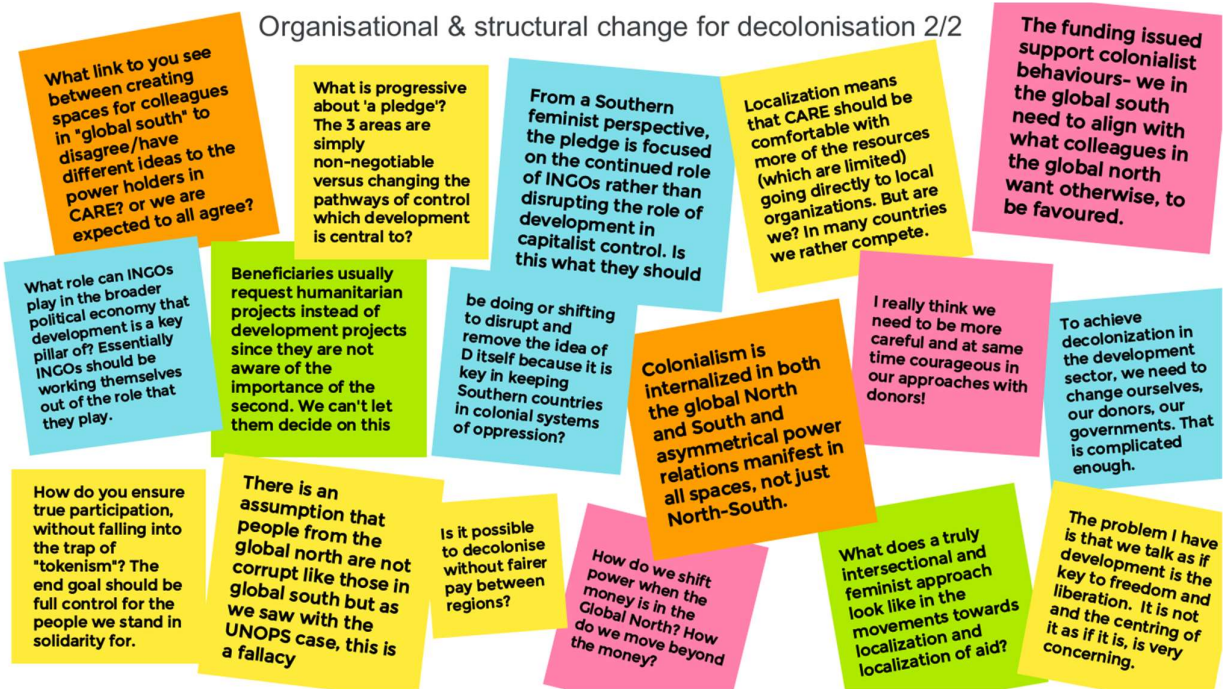 Organisational & structural change for decolonisation 2/2
What link to you see
between creating
spaces for colleagues
in "global south" to
disagree/have
different ideas to the
power holders in
CARE? or we are
expected to all agree?
What is progressive
about 'a pledge'?
The 3 areas are
simply
non-negotiable
versus changing the
pathways of control
which development
is central to?
From a Southern
feminist perspective,
the pledge is focused
on the continued role
of INGOs rather than
disrupting the role of
development in
capitalist control. Is
this what they should
Localization means
that CARE should be
comfortable with
more of the resources
(which are limited)
going directly to local
organizations. But are
we? In many countries
we rather compete.
The funding issued
support colonialist
behaviours- we in
the global south
need to align with
what colleagues in
the global north
want otherwise, to
be favoured.
What role can INGOs
play in the broader
political economy that
development is a key
pillar of? Essentially
INGOs should be
working themselves
out of the role that
they play.
Beneficiaries usually
request humanitarian
projects instead of
development projects
since they are not
aware of the
importance of the
second. We can't let
them decide on this
be doing or shifting
to disrupt and
remove the idea of
D itself because it is
key in keeping
Southern countries
in colonial systems
of oppression?
Colonialism is
internalized in both
the global North
and South and
asymmetrical power
relations manifest in
all spaces, not just
North-South.
I really think we
need to be more
careful and at same
time courageous in
our approaches with
donors!
To achieve
decolonization in
the development
sector, we need to
change ourselves,
our donors, our
governments. That
is complicated
enough.
How do you ensure
true participation,
without falling into
the trap of
"tokenism"? The
end goal should be
full control for the
people we stand in
solidarity for.
There is an
assumption that
people from the
global north are not
corrupt like those in
global south but as
we saw with the
UNOPS case, this is
a fallacy
Is it possible
to decolonise
without fairer
pay between
regions?
How do we shift
power when the
money is in the
Global North? How
do we move beyond
the money?
What does a truly
intersectional and
feminist approach
look like in the
movements towards
localization and
localization of aid?
The problem I have
is that we talk as if
development is the
key to freedom and
liberation. It is not
and the centring of
it as if it is, is very
concerning.